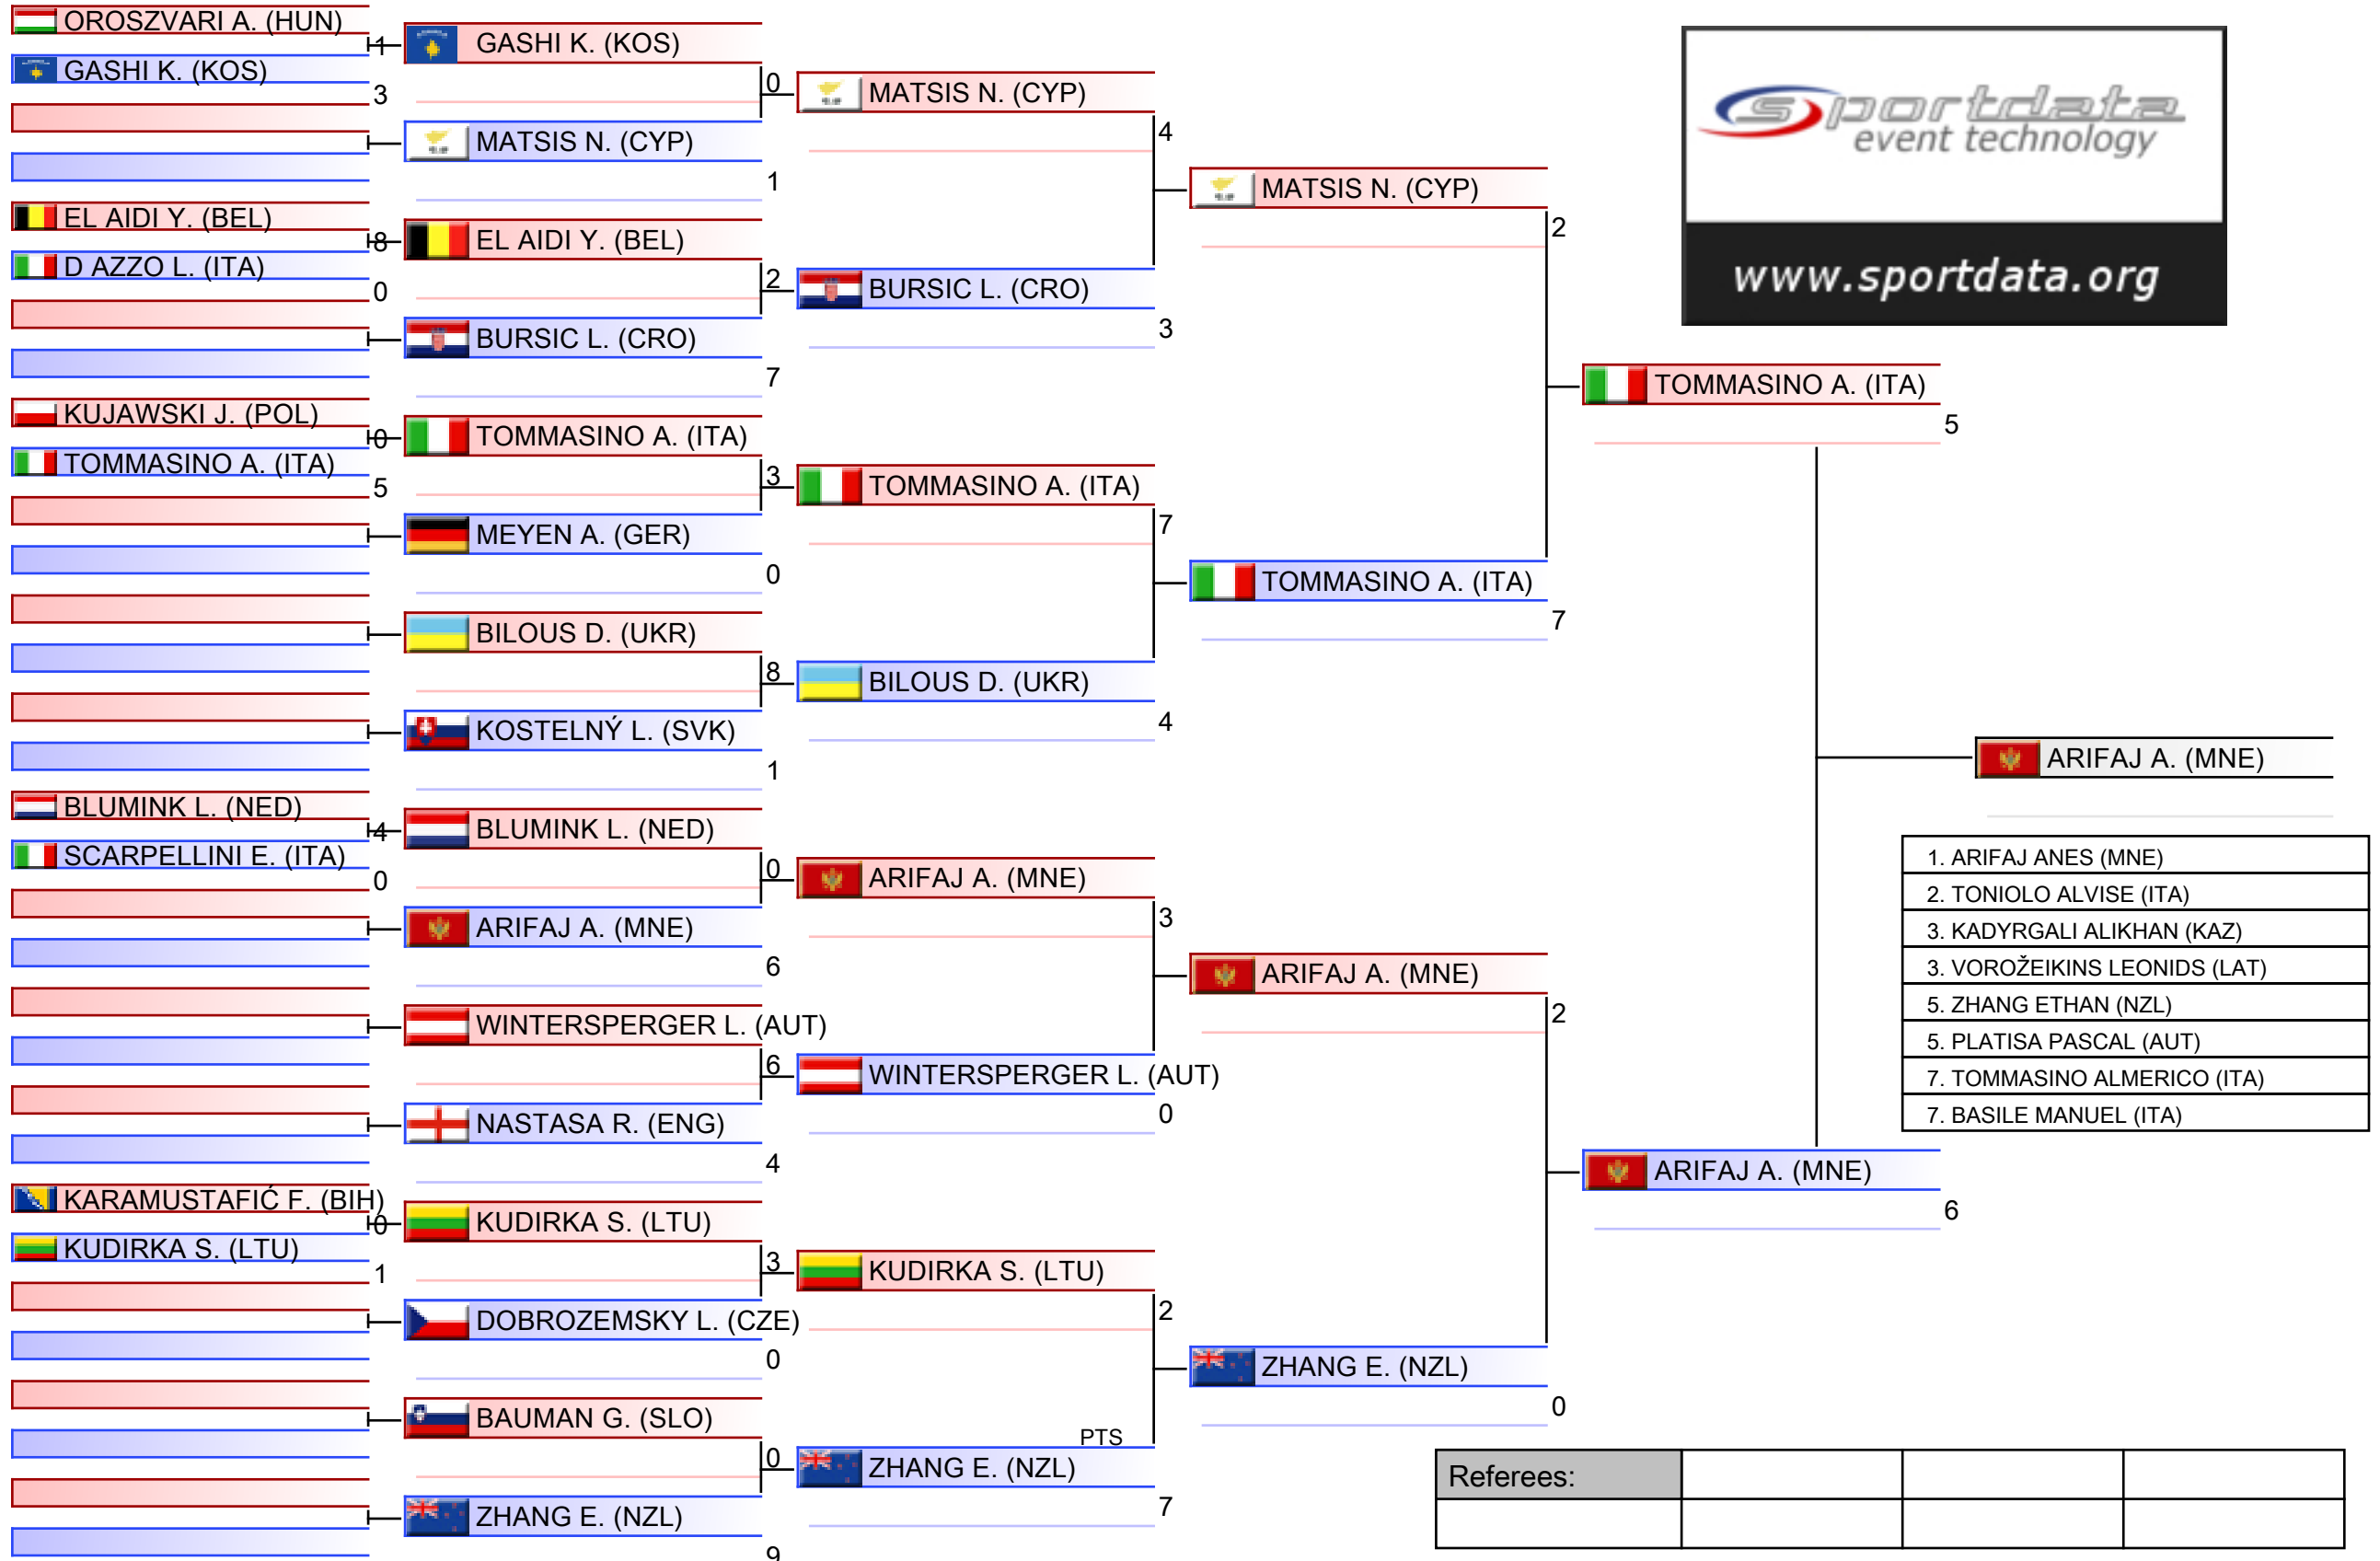 OROSZVARI A. (HUN)
1
GASHI K. (KOS)
3
EL AIDI Y. (BEL)
8
D AZZO L. (ITA)
0
KUJAWSKI J. (POL)
0
TOMMASINO A. (ITA)
5
BLUMINK L. (NED)
4
SCARPELLINI E. (ITA)
0
KARAMUSTAFIĆ F. (BIH)
0
KUDIRKA S. (LTU)
1
GASHI K. (KOS)
0
MATSIS N. (CYP)
1
EL AIDI Y. (BEL)
2
BURSIC L. (CRO)
7
TOMMASINO A. (ITA)
3
MEYEN A. (GER)
0
BILOUS D. (UKR)
8
KOSTELNÝ L. (SVK)
1
BLUMINK L. (NED)
0
ARIFAJ A. (MNE)
6
WINTERSPERGER L. (AUT)
6
NASTASA R. (ENG)
4
KUDIRKA S. (LTU)
3
DOBROZEMSKY L. (CZE)
0
BAUMAN G. (SLO)
0
ZHANG E. (NZL)
9
MATSIS N. (CYP)
4
BURSIC L. (CRO)
3
TOMMASINO A. (ITA)
7
BILOUS D. (UKR)
4
ARIFAJ A. (MNE)
3
WINTERSPERGER L. (AUT)
0
KUDIRKA S. (LTU)
2
PTS
ZHANG E. (NZL)
7
MATSIS N. (CYP)
2
TOMMASINO A. (ITA)
7
ARIFAJ A. (MNE)
2
ZHANG E. (NZL)
0
TOMMASINO A. (ITA)
5
ARIFAJ A. (MNE)
6
ARIFAJ A. (MNE)
sportdata
event technology
www.sportdata.org
1. ARIFAJ ANES (MNE)
2. TONIOLO ALVISE (ITA)
3. KADYRGALI ALIKHAN (KAZ)
3. VOROŽEIKINS LEONIDS (LAT)
5. ZHANG ETHAN (NZL)
5. PLATISA PASCAL (AUT)
7. TOMMASINO ALMERICO (ITA)
7. BASILE MANUEL (ITA)
Referees: